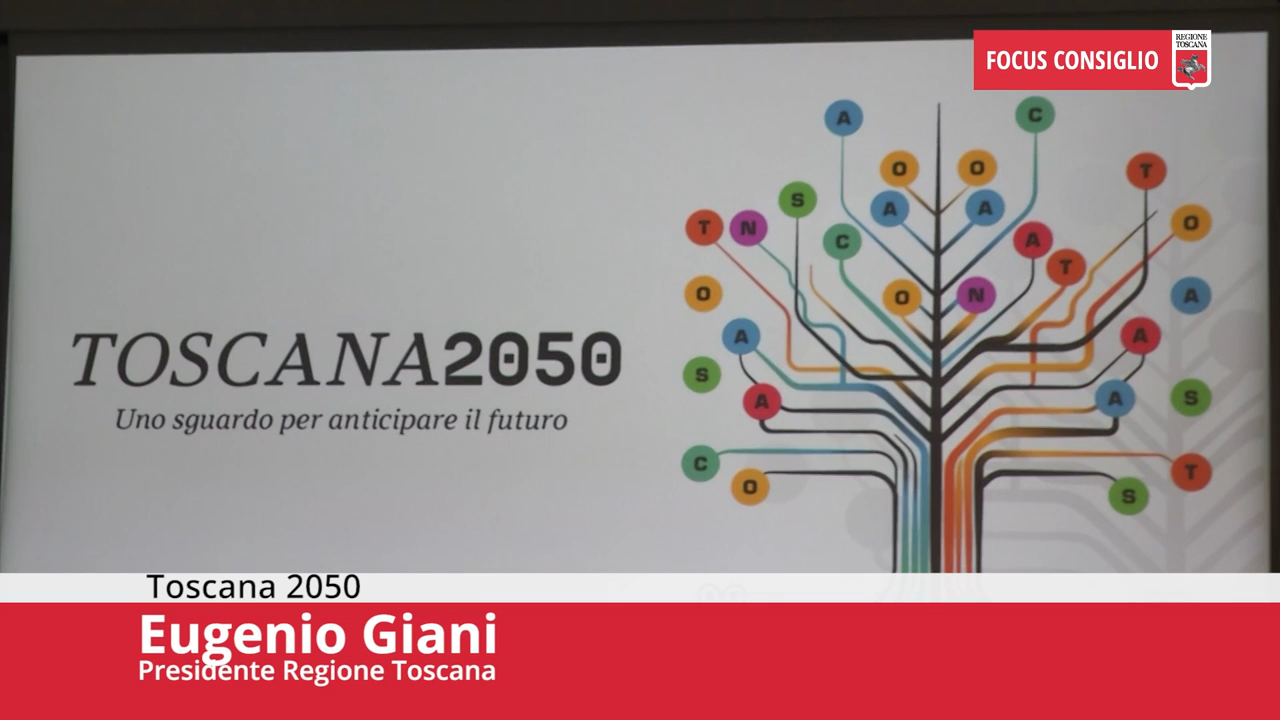 FOCUS CONSIGLIO
REGIONE
TOSCANA
A
C
O
O
T
S
A
A
O
T
N
C
A
T
O
O
N
A
A
A
S
A
A
S
C
O
T
S
TOSCANA2050
Uno sguardo per anticipare il futuro
Toscana 2050
Eugenio Giani
Presidente Regione Toscana